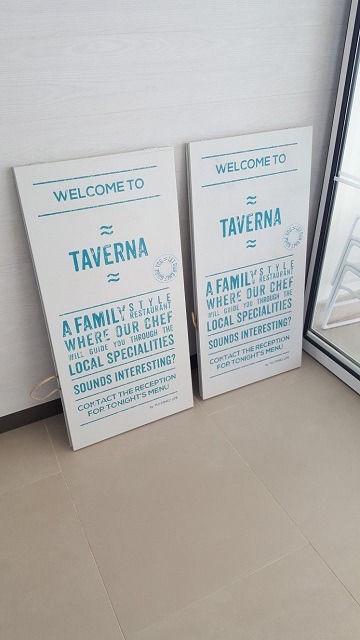 WELCOME TO
TAVERNA
A FAMILY STYLE
RESTAURANT
WHERE OUR CHEF
WILL GUIDE YOU THROUGH THE
LOCAL SPECIALITIES
SOUNDS INTERESTING?
CONTACT THE RECEPTION
FOR TONIGHT'S MENU
WELCOME TO
TAVERNA
A FAMILY STYLE
RESTAURANT
WHERE OUR CHEF
WILL GUIDE YOU THROUGH THE
LOCAL SPECIALITIES
SOUNDS INTERESTING?
CONTACT THE RECEPTION
FOR TONIGHT'S MENU